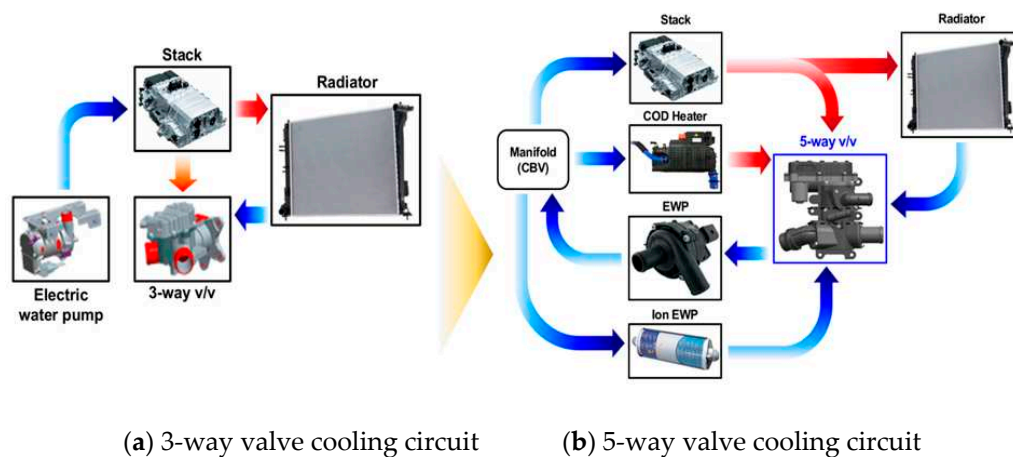 Stack
Radiator
Electric
water pump
3-way v/v
Stack
Radiator
COD Heater
5-way v/v
Manifold
(CBV)
EWP
Ion EWP
(a) 3-way valve cooling circuit
(b) 5-way valve cooling circuit